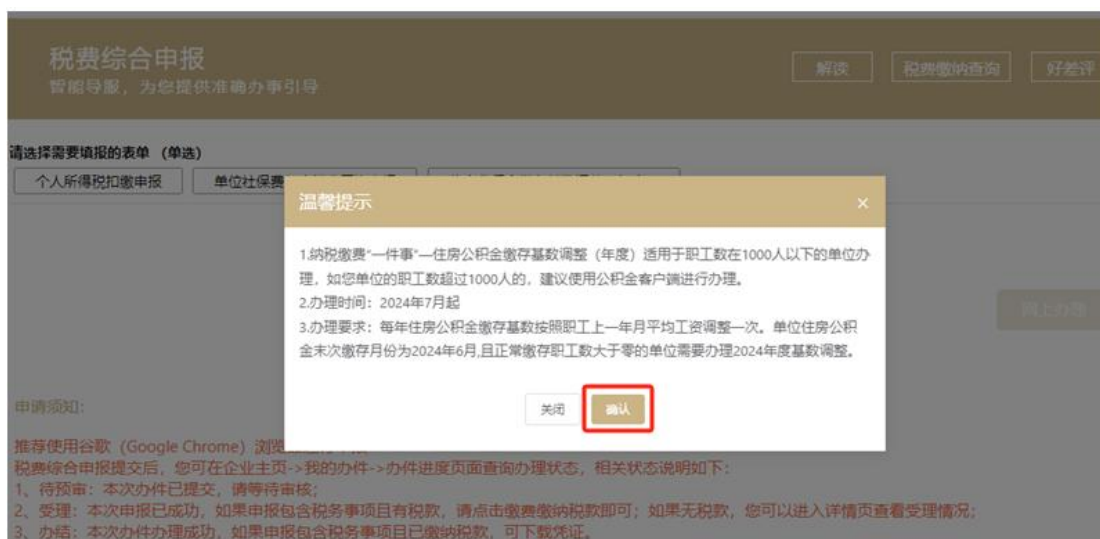 税费综合申报
智能导服，为您提供准确办事引导
解读
税费缴纳查询
好差评
请选择需要填报的表单 （单选）
个人所得税扣缴申报
单位社保费
温馨提示
×
1.纳税缴费“一件事”—住房公积金缴存基数调整（年度）适用于职工数在1000人以下的单位办
理，如您单位的职工数超过1000人的，建议使用公积金客户端进行办理。
2.办理时间：2024年7月起
3.办理要求：每年住房公积金缴存基数按照职工上一年月平均工资调整一次。单位住房公积
金末次缴存月份为2024年6月,且正常缴存职工数大于零的单位需要办理2024年度基数调整。
关闭
确认
网上办理
申请须知：
推荐使用谷歌（Google Chrome）浏览
税费综合申报提交后，您可在企业主页->我的办件->办件进度页面查询办理状态，相关状态说明如下：
1、待预审：本次办件已提交，请等待审核；
2、受理：本次申报已成功，如果申报包含税务事项目有税款，请点击缴费缴纳税款即可；如果无税款，您可以进入详情页查看受理情况；
3、办结：本次办件办理成功，如果申报包含税务事项目已缴纳税款，可下载凭证。